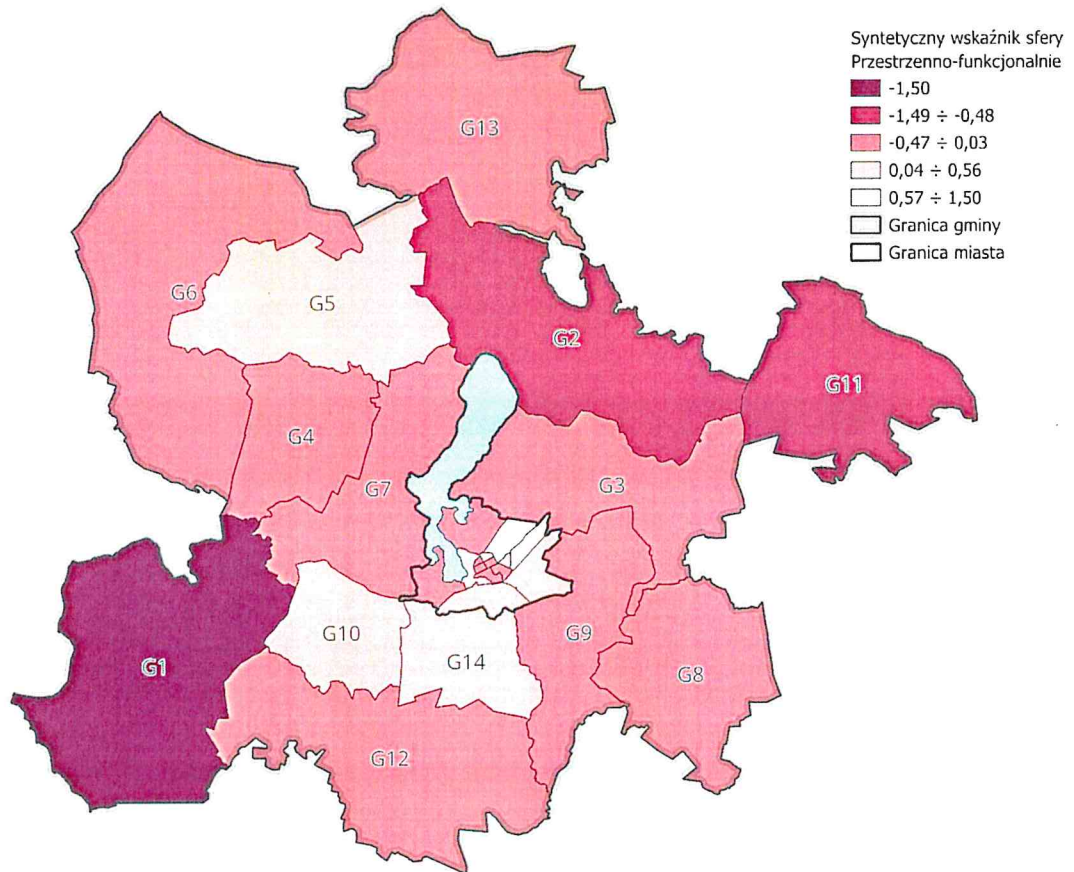 Syntetyczny wskaźnik sfery
Przestrzenno-funkcjonalnie
-1,50
-1,49 ÷ -0,48
-0,47 ÷ 0,03
0,04 ÷ 0,56
0,57 ÷ 1,50
Granica gminy
Granica miasta
G13
G6
G5
G2
G11
G4
G7
G3
G10
G9
G1
G14
G8
G12